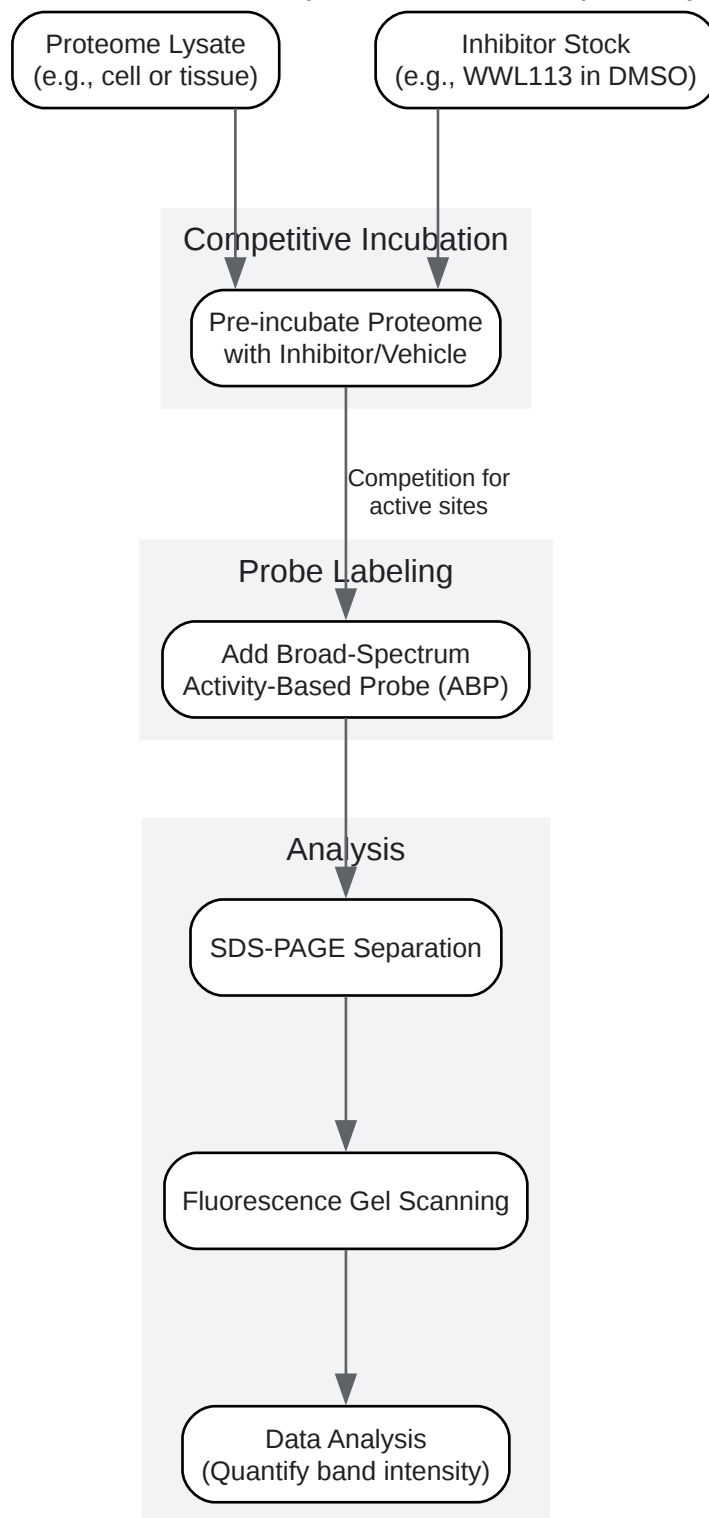 Proteome Lysate
(e.g., cell or tissue)
Inhibitor Stock
(e.g., WWL113 in DMSO)
Competitive Incubation
Pre-incubate Proteome
with Inhibitor/Vehicle
Competition for
active sites
Probe Labeling
Add Broad-Spectrum
Activity-Based Probe (ABP)
Analysis
SDS-PAGE Separation
Fluorescence Gel Scanning
Data Analysis
(Quantify band intensity)